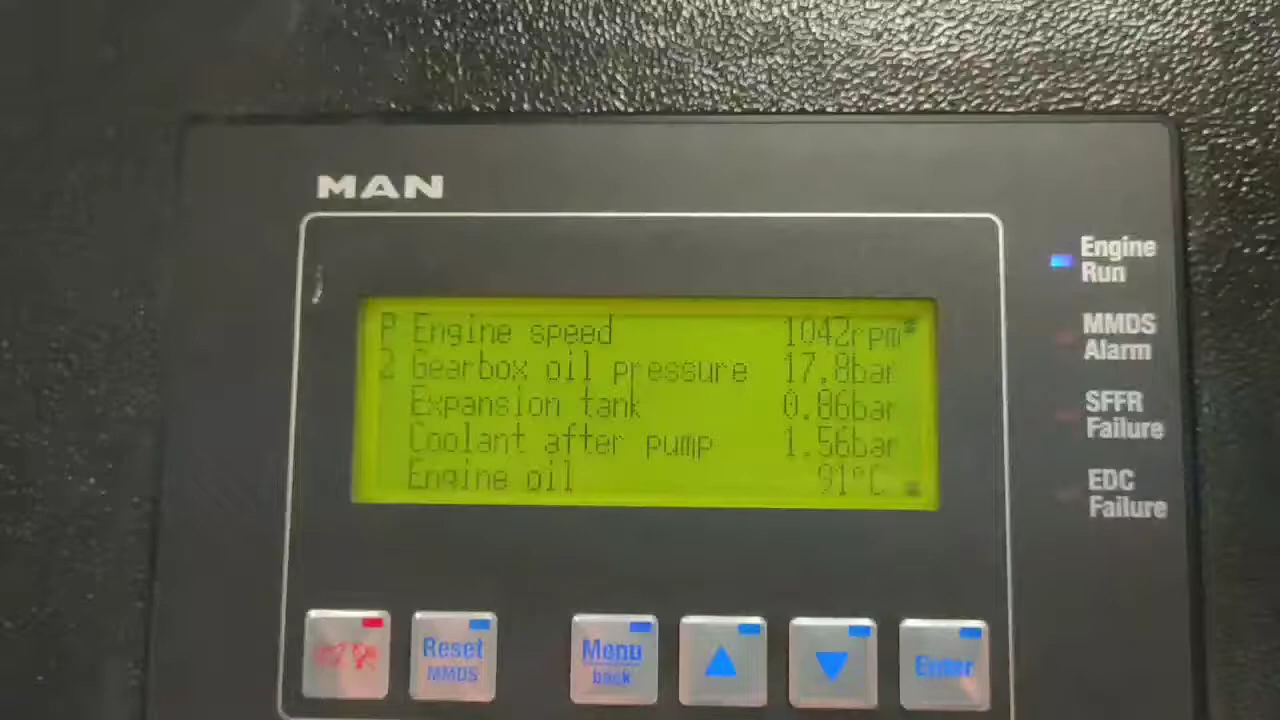 MAN
P Engine speed 1042rpm
2 Gearbox oil pressure 17.8bar
Expansion tank 0.86bar
Coolant after pump 1.56bar
Engine oil 91°C
Engine
Run
MMDS
Alarm
SFFR
Failure
EDC
Failure
Reset
MMDS
Menu
back
Enter